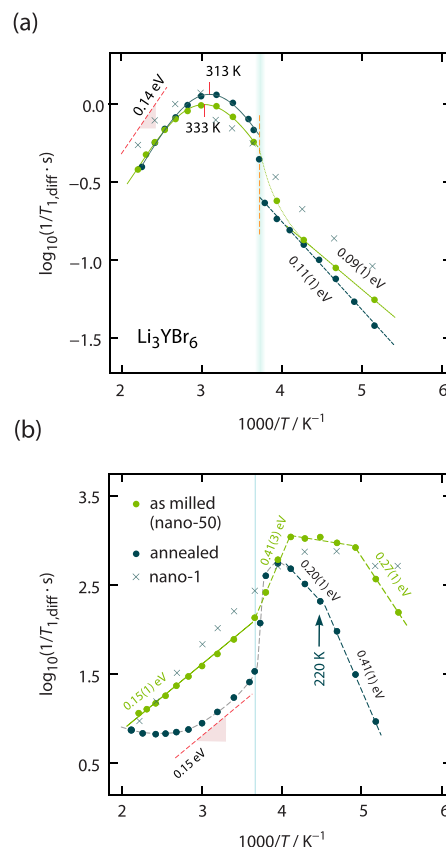 (a)
log10(1/T1,diff · s)
0.0
−0.5
−1.0
−1.5
0.14 eV
313 K
333 K
0.09(1) eV
0.11(1) eV
Li3YBr6
2 3 4 5 6
1000/T / K−1
(b)
log10(1/T1,diff · s)
3.5
2.5
1.5
0.5
as milled
(nano-50)
annealed
nano-1
0.41(3) eV
0.20(1) eV
0.27(1) eV
0.15(1) eV
220 K
0.41(1) eV
0.15 eV
2 3 4 5 6
1000/T / K−1